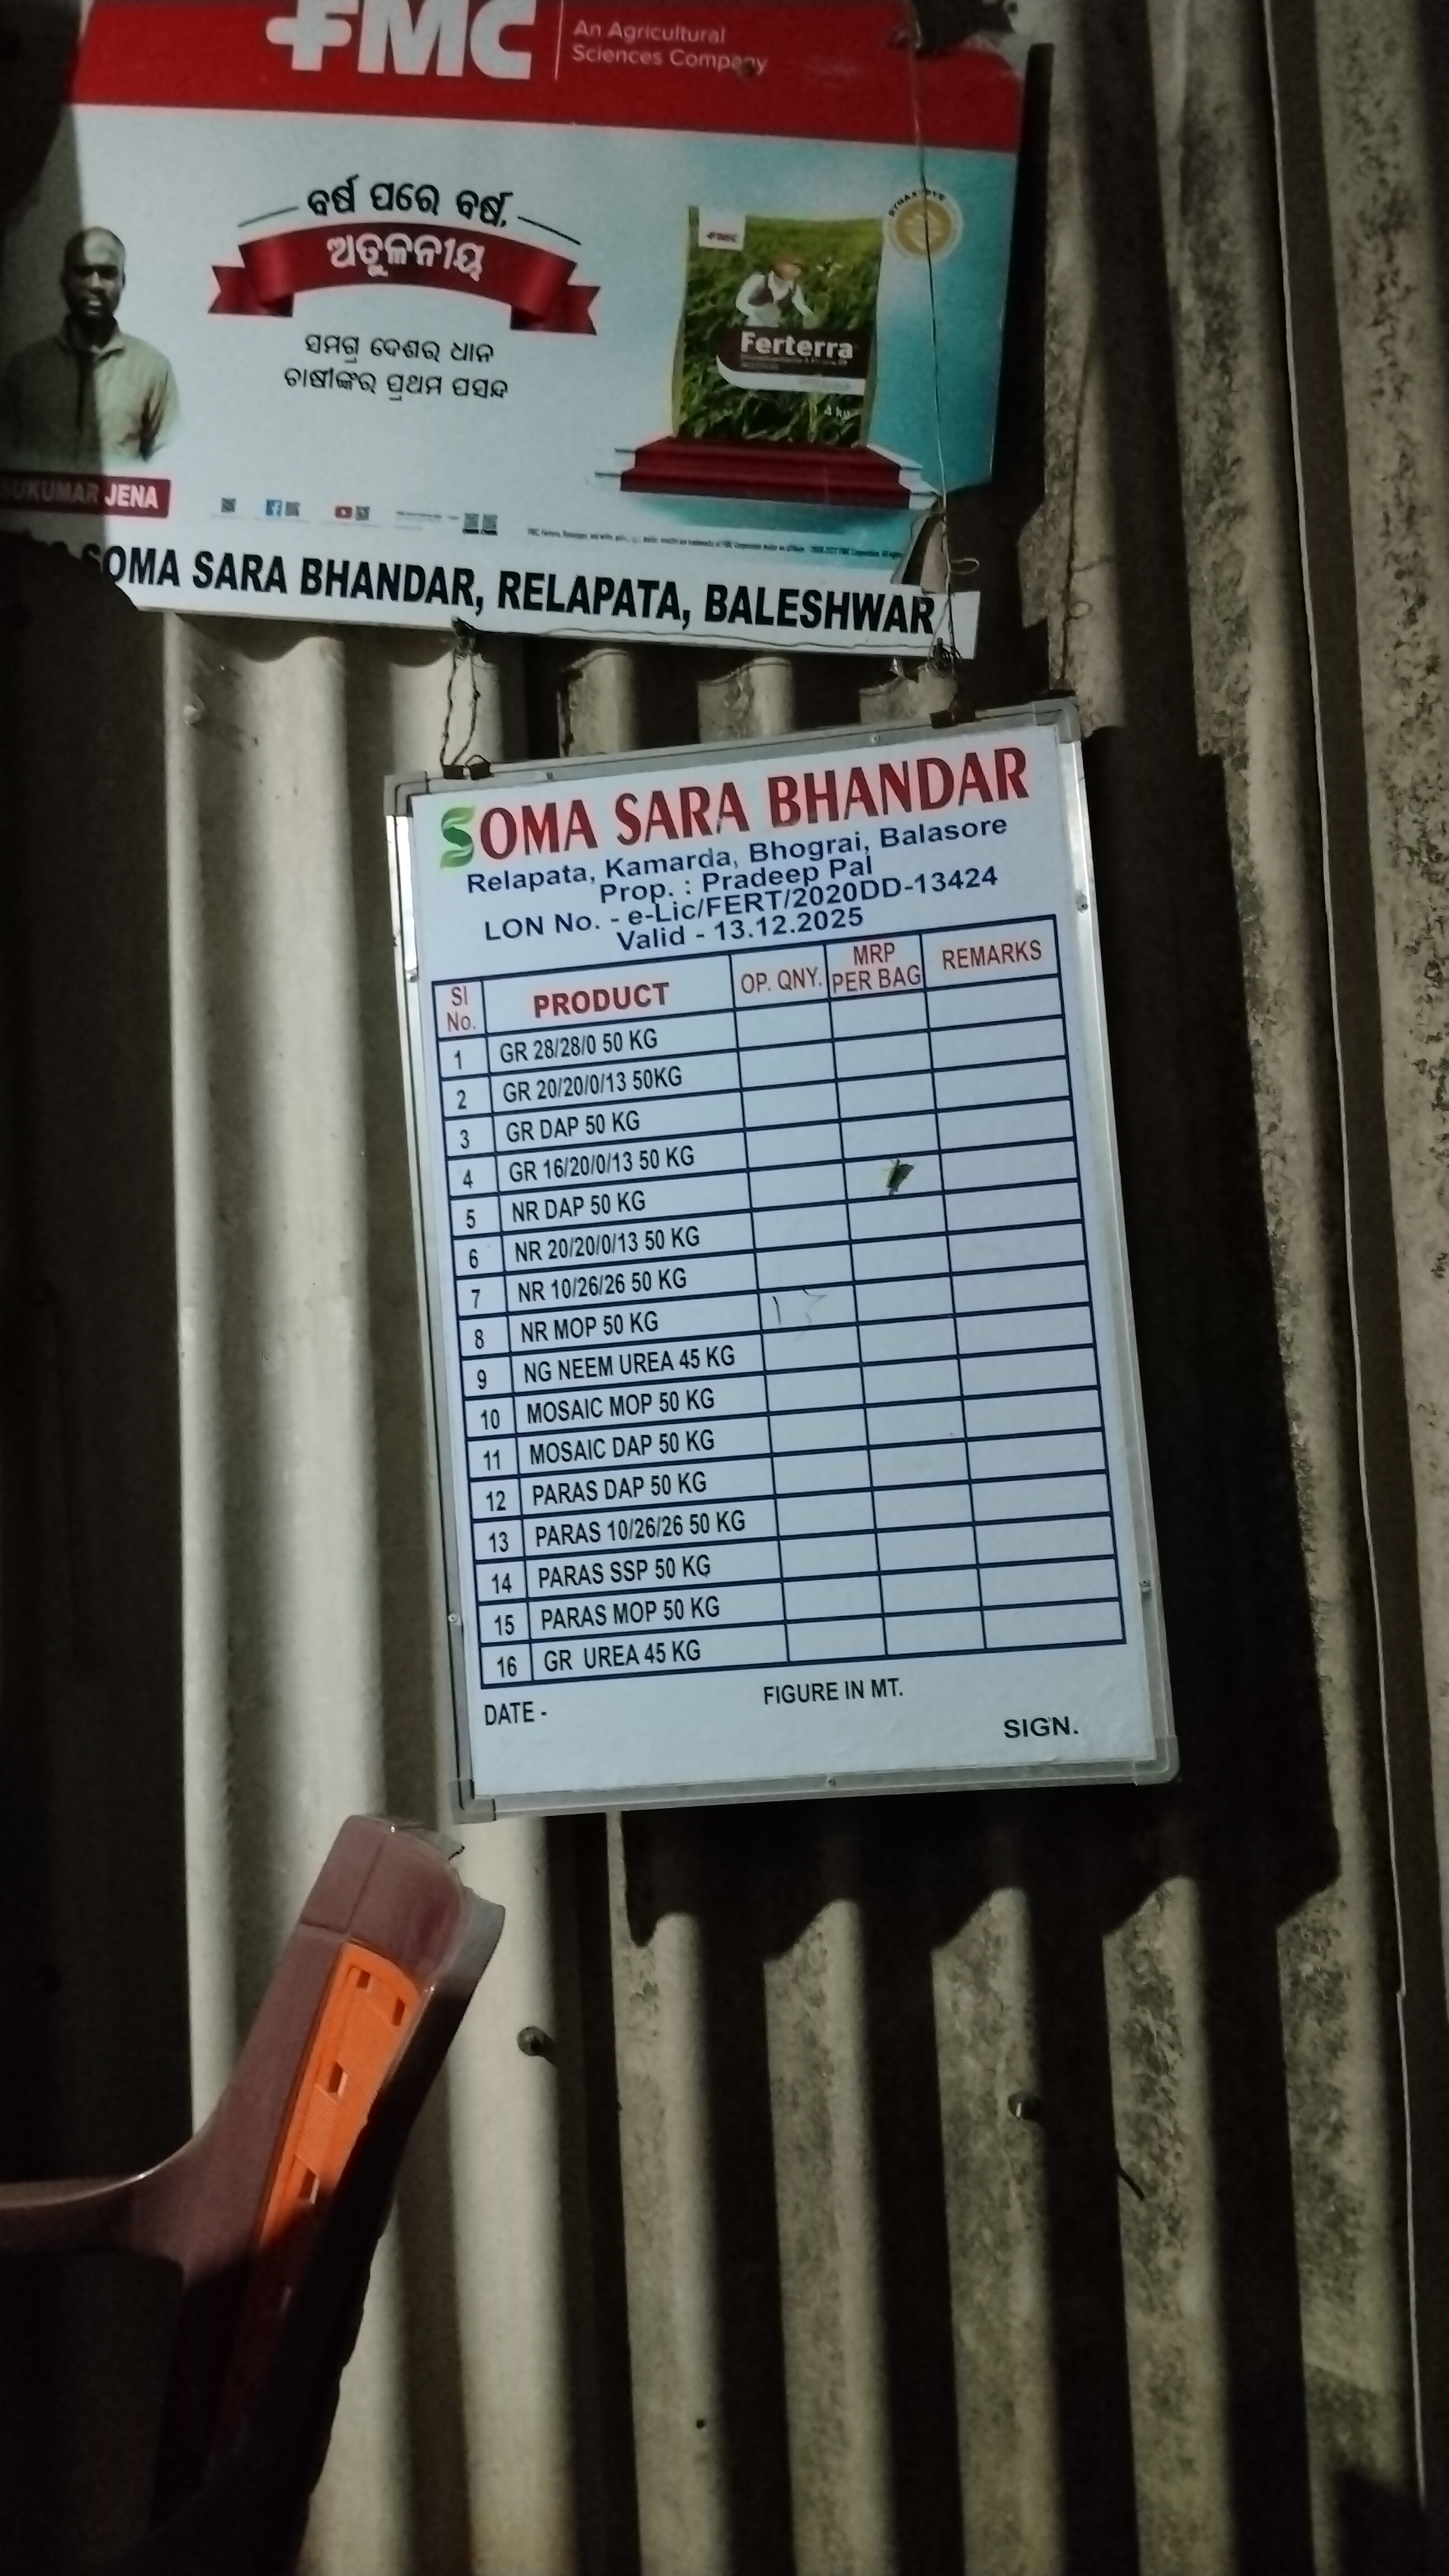 FMC
An Agricultural
Sciences Company
ବର୍ଷ ପରେ ବର୍ଷ,
ଅତୁଳନୀୟ
ସମଗ୍ର ଦେଶର ଧାନ
ଚାଷୀଙ୍କର ପ୍ରଥମ ପସନ୍ଦ
FMC
Ferterra
SUKUMAR JENA
SOMA SARA BHANDAR, RELAPATA, BALESHWAR
SOMA SARA BHANDAR
Relapata, Kamarda, Bhograi, Balasore
Prop. : Pradeep Pal
LON No. - e-Lic/FERT/2020DD-13424
Valid - 13.12.2025
Sl No. PRODUCT OP. QNY. MRP PER BAG REMARKS
1 GR 28/28/0 50 KG
2 GR 20/20/0/13 50KG
3 GR DAP 50 KG
4 GR 16/20/0/13 50 KG
5 NR DAP 50 KG
6 NR 20/20/0/13 50 KG
7 NR 10/26/26 50 KG
8 NR MOP 50 KG
9 NG NEEM UREA 45 KG
10 MOSAIC MOP 50 KG
11 MOSAIC DAP 50 KG
12 PARAS DAP 50 KG
13 PARAS 10/26/26 50 KG
14 PARAS SSP 50 KG
15 PARAS MOP 50 KG
16 GR UREA 45 KG
DATE - FIGURE IN MT.
SIGN.